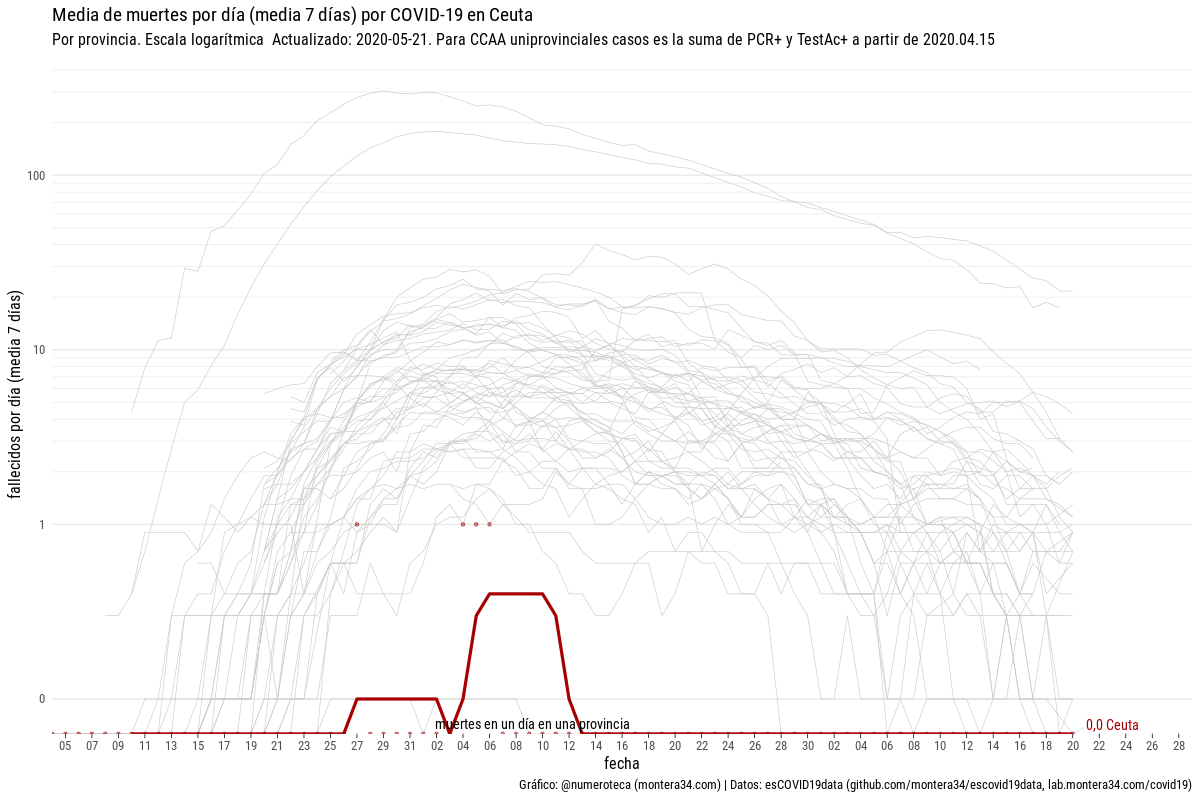 Media de muertes por día (media 7 días) por COVID-19 en Ceuta
Por provincia. Escala logarítmica  Actualizado: 2020-05-21. Para CCAA uniprovinciales casos es la suma de PCR+ y TestAc+ a partir de 2020.04.15
fallecidos por día (media  7 días)
100
10
1
0
muertes en un día en una provincia
0,0 Ceuta
05 07 09 11 13 15 17 19 21 23 25 27 29 31 02 04 06 08 10 12 14 16 18 20 22 24 26 28 30 02 04 06 08 10 12 14 16 18 20 22 24 26 28
fecha
Gráfico: @numeroteca (montera34.com) | Datos: esCOVID19data (github.com/montera34/escovid19data, lab.montera34.com/covid19)